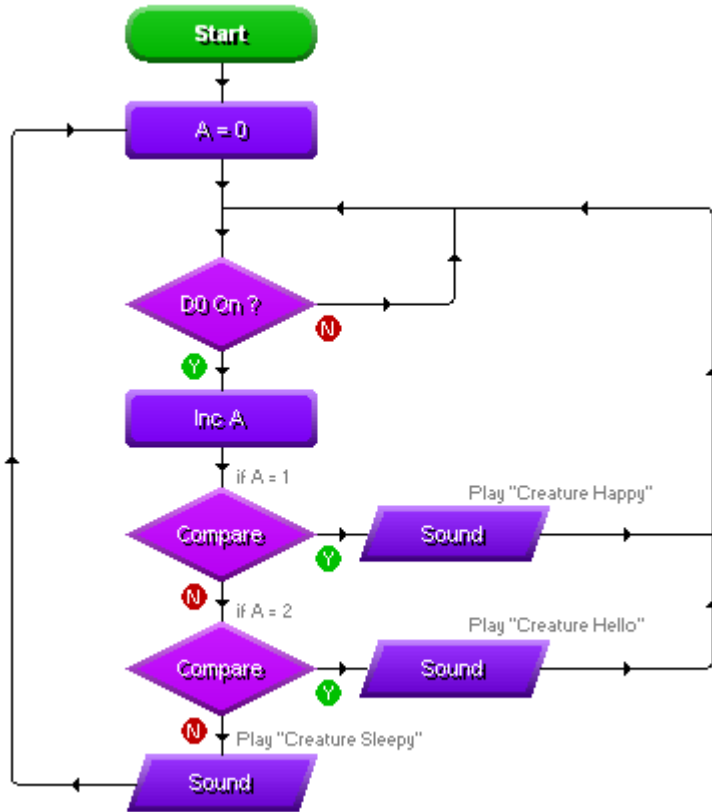 Start
A = 0
D0 On ?
N
Y
Inc A
if A = 1
Play "Creature Happy"
Compare
Sound
Y
N
if A = 2
Play "Creature Hello"
Compare
Sound
Y
N
Play "Creature Sleepy"
Sound